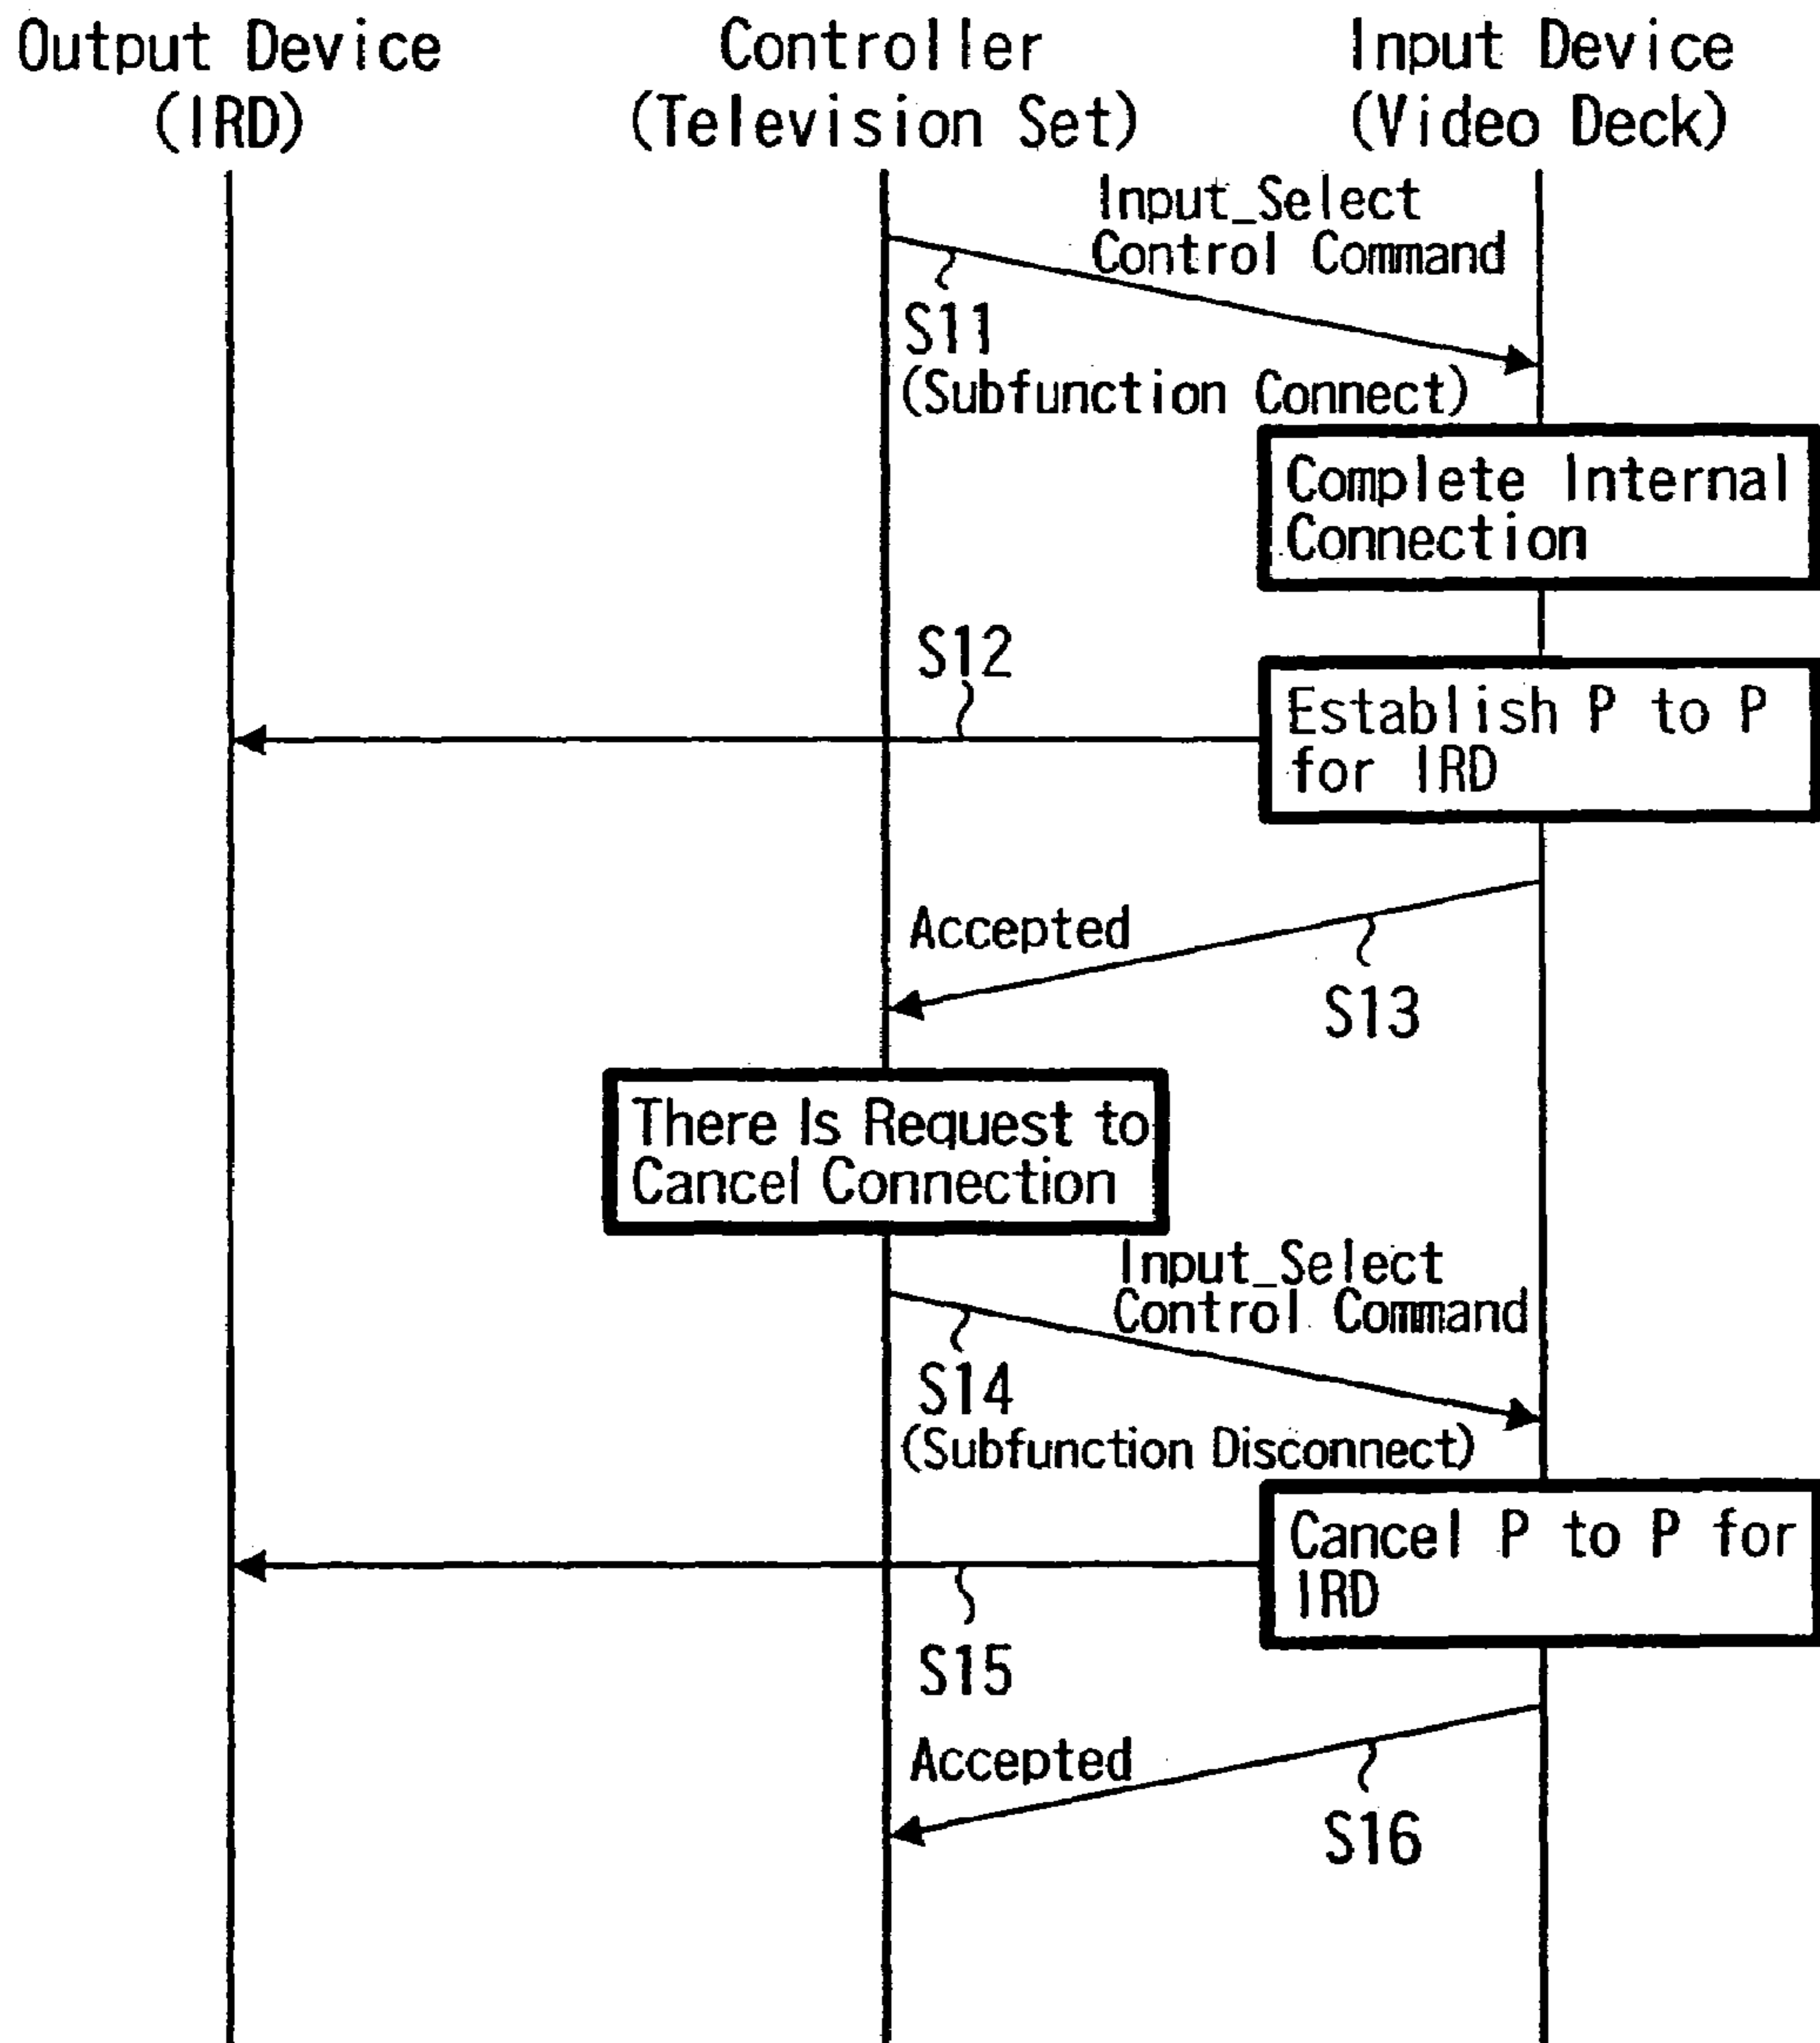 Output Device
(IRD)
Controller
(Television Set)
Input Device
(Video Deck)
Input_Select
Control Command
S11
(Subfunction Connect)
Complete Internal
Connection
S12
Establish P to P
for IRD
Accepted
S13
There Is Request to
Cancel Connection
Input_Select
Control Command
S14
(Subfunction Disconnect)
Cancel P to P for
IRD
S15
Accepted
S16